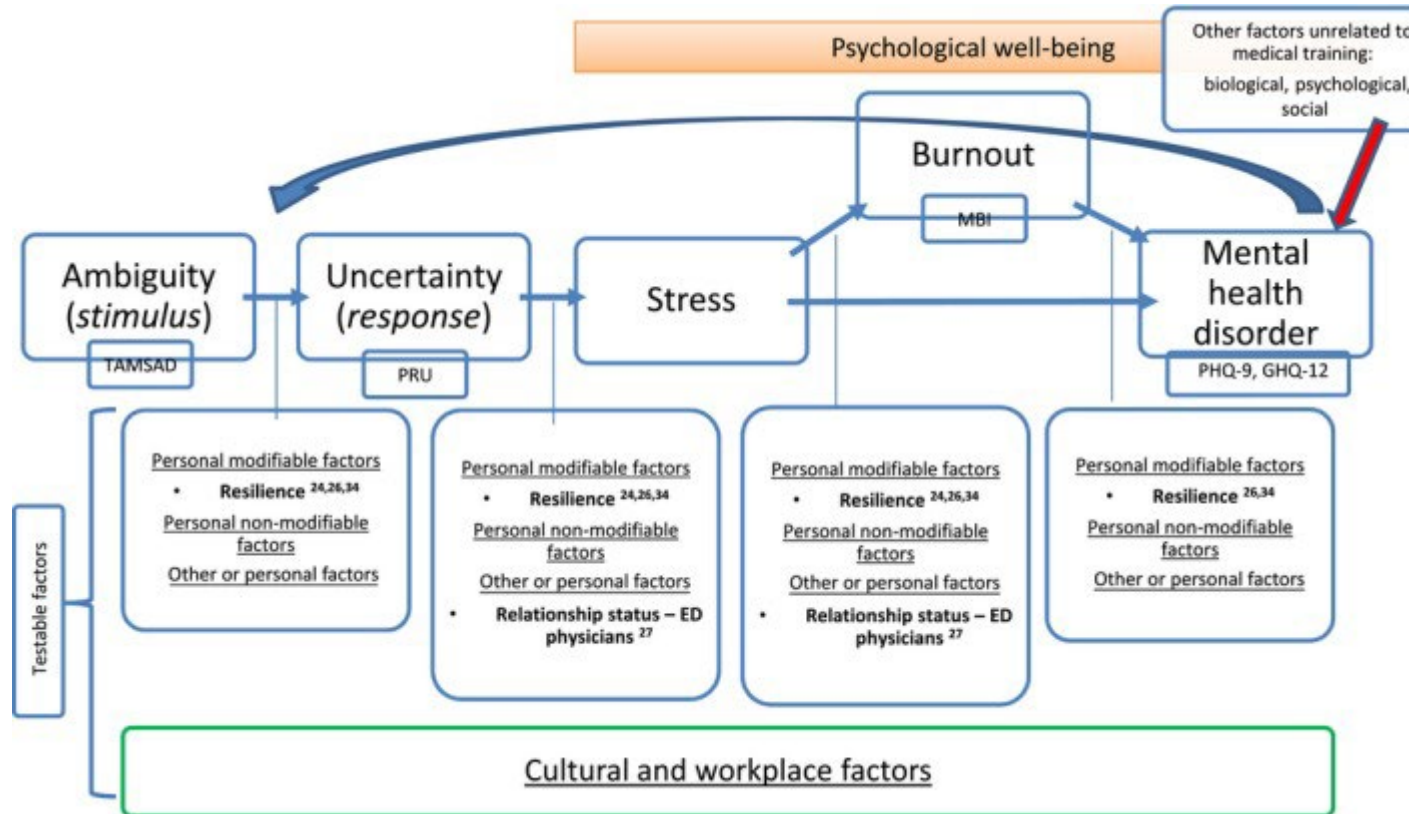 Psychological well-being
Other factors unrelated to
medical training:
biological, psychological,
social
Burnout
MBI
Ambiguity
(stimulus)
TAMSAD
Uncertainty
(response)
PRU
Stress
Mental
health
disorder
PHQ-9, GHQ-12
Testable factors
Personal modifiable factors
• Resilience 24,26,34
Personal non-modifiable
factors
Other or personal factors
Personal modifiable factors
• Resilience 24,26,34
Personal non-modifiable
factors
Other or personal factors
• Relationship status – ED
physicians 27
Personal modifiable factors
• Resilience 24,26,34
Personal non-modifiable
factors
Other or personal factors
• Relationship status – ED
physicians 27
Personal modifiable factors
• Resilience 26,34
Personal non-modifiable
factors
Other or personal factors
Cultural and workplace factors